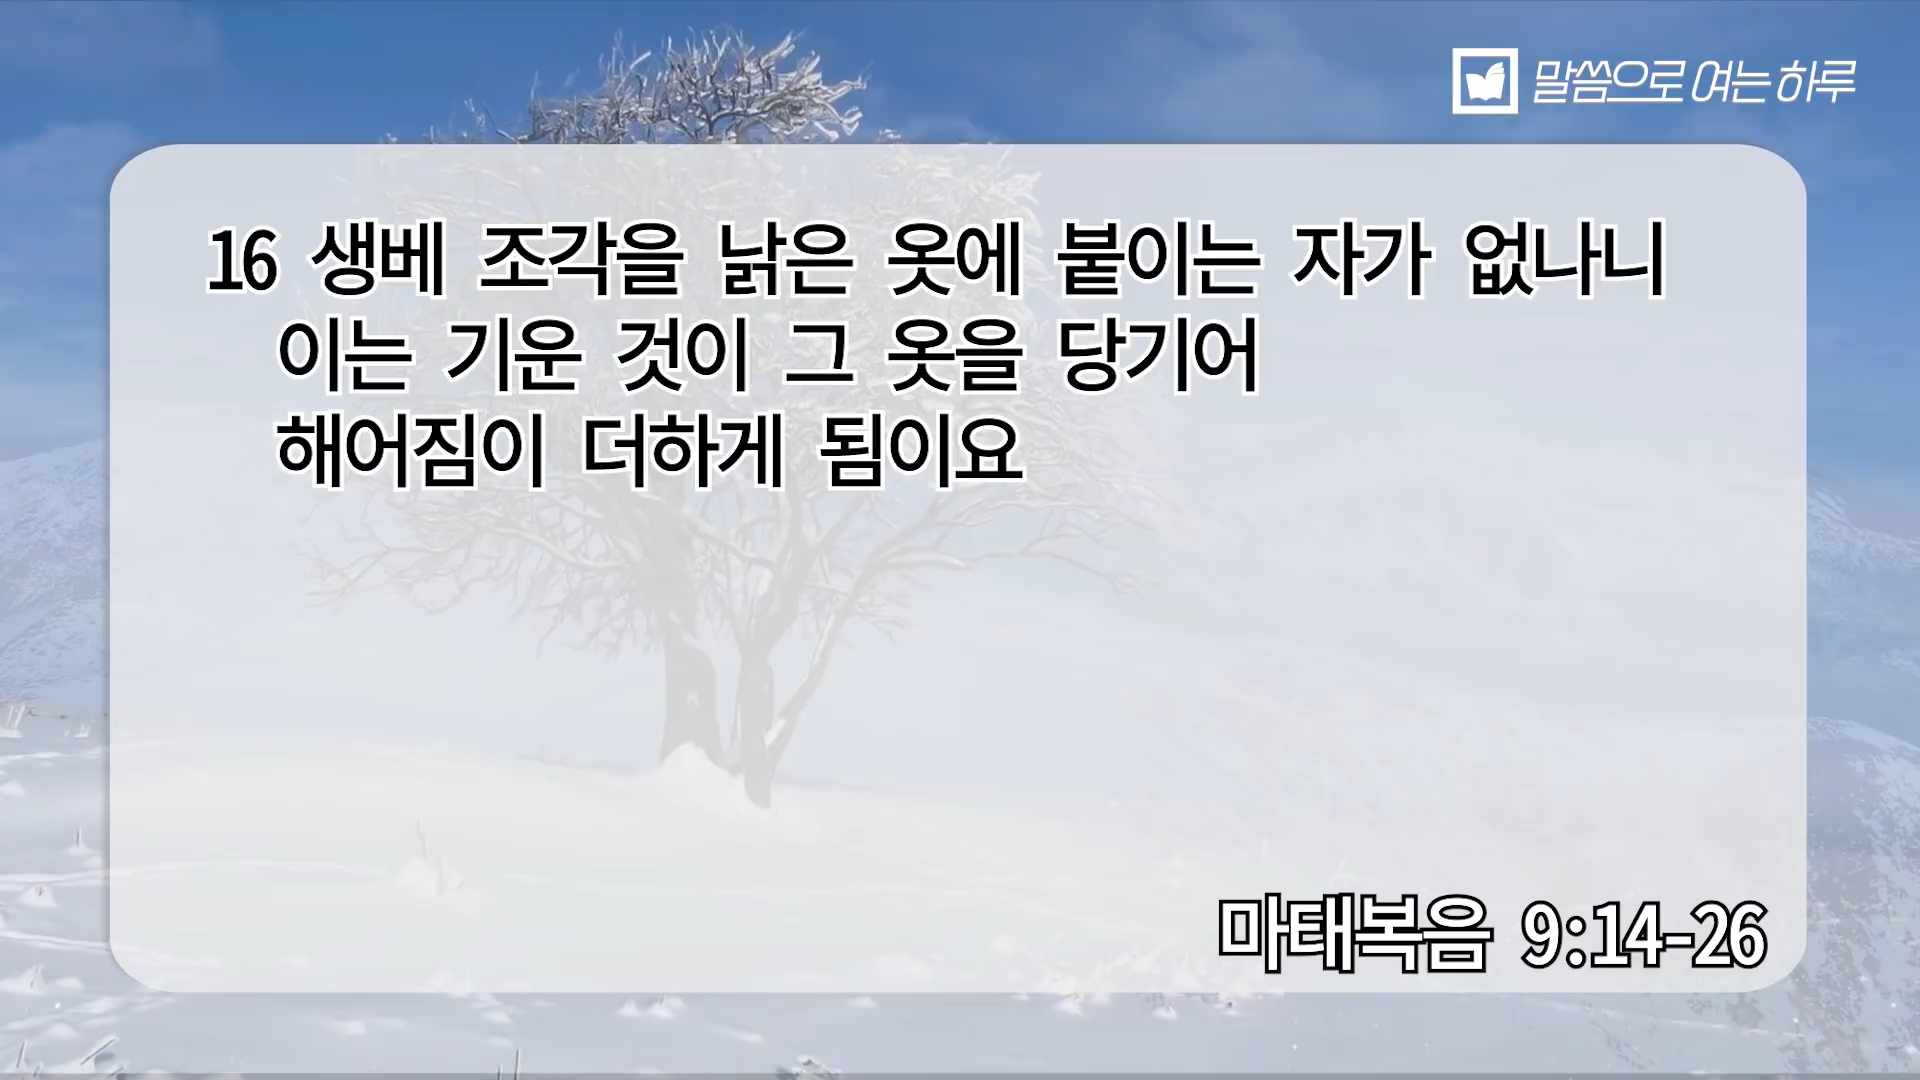 말씀으로 여는 하루
16 생베 조각을 낡은 옷에 붙이는 자가 없나니
이는 기운 것이 그 옷을 당기어
해어짐이 더하게 됨이요
마태복음 9:14-26